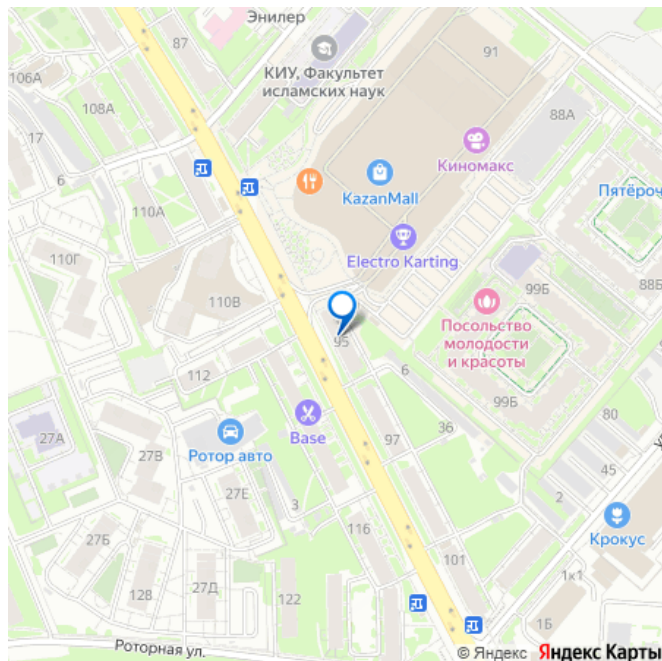 Энилер
87
91
КИУ, Факультет
исламских наук
106А
108А
88А
17
Киномакс
6
KazanMall
Пятёроч
110А
Electro Karting
110Г
99Б
88Б
110В
Посольство
молодости
и красоты
95
112
6
99Б
36
80
27А
Base
97
27В
Ротор авто
45
27Е
2
3
116
Крокус
27Б
101
128
27Д
122
1к1
1Б
Роторная ул.
© Яндекс Яндекс Карты